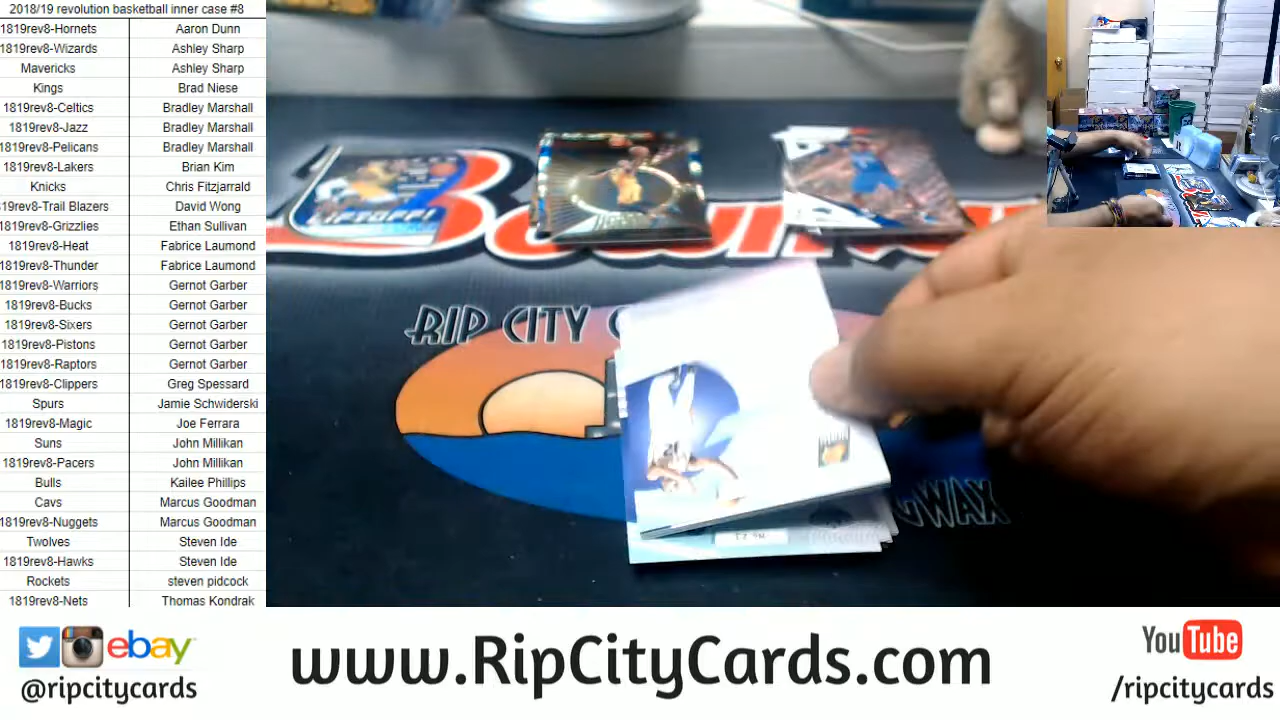 2018/19 revolution basketball inner case #8
1819rev8-Hornets Aaron Dunn
1819rev8-Wizards Ashley Sharp
Mavericks Ashley Sharp
Kings Brad Niese
1819rev8-Celtics Bradley Marshall
1819rev8-Jazz Bradley Marshall
1819rev8-Pelicans Bradley Marshall
1819rev8-Lakers Brian Kim
Knicks Chris Fitzjarrald
1819rev8-Trail Blazers David Wong
1819rev8-Grizzlies Ethan Sullivan
1819rev8-Heat Fabrice Laumond
1819rev8-Thunder Fabrice Laumond
1819rev8-Warriors Gernot Garber
1819rev8-Bucks Gernot Garber
1819rev8-Sixers Gernot Garber
1819rev8-Pistons Gernot Garber
1819rev8-Raptors Gernot Garber
1819rev8-Clippers Greg Spessard
Spurs Jamie Schwiderski
1819rev8-Magic Joe Ferrara
Suns John Millikan
1819rev8-Pacers John Millikan
Bulls Kailee Phillips
Cavs Marcus Goodman
1819rev8-Nuggets Marcus Goodman
Twolves Steven Ide
1819rev8-Hawks Steven Ide
Rockets steven pidcock
1819rev8-Nets Thomas Kondrak
LIPTOFF!
RIP CITY
GWAX
ebay
@ripcitycards
www.RipCityCards.com
YouTube
/ripcitycards